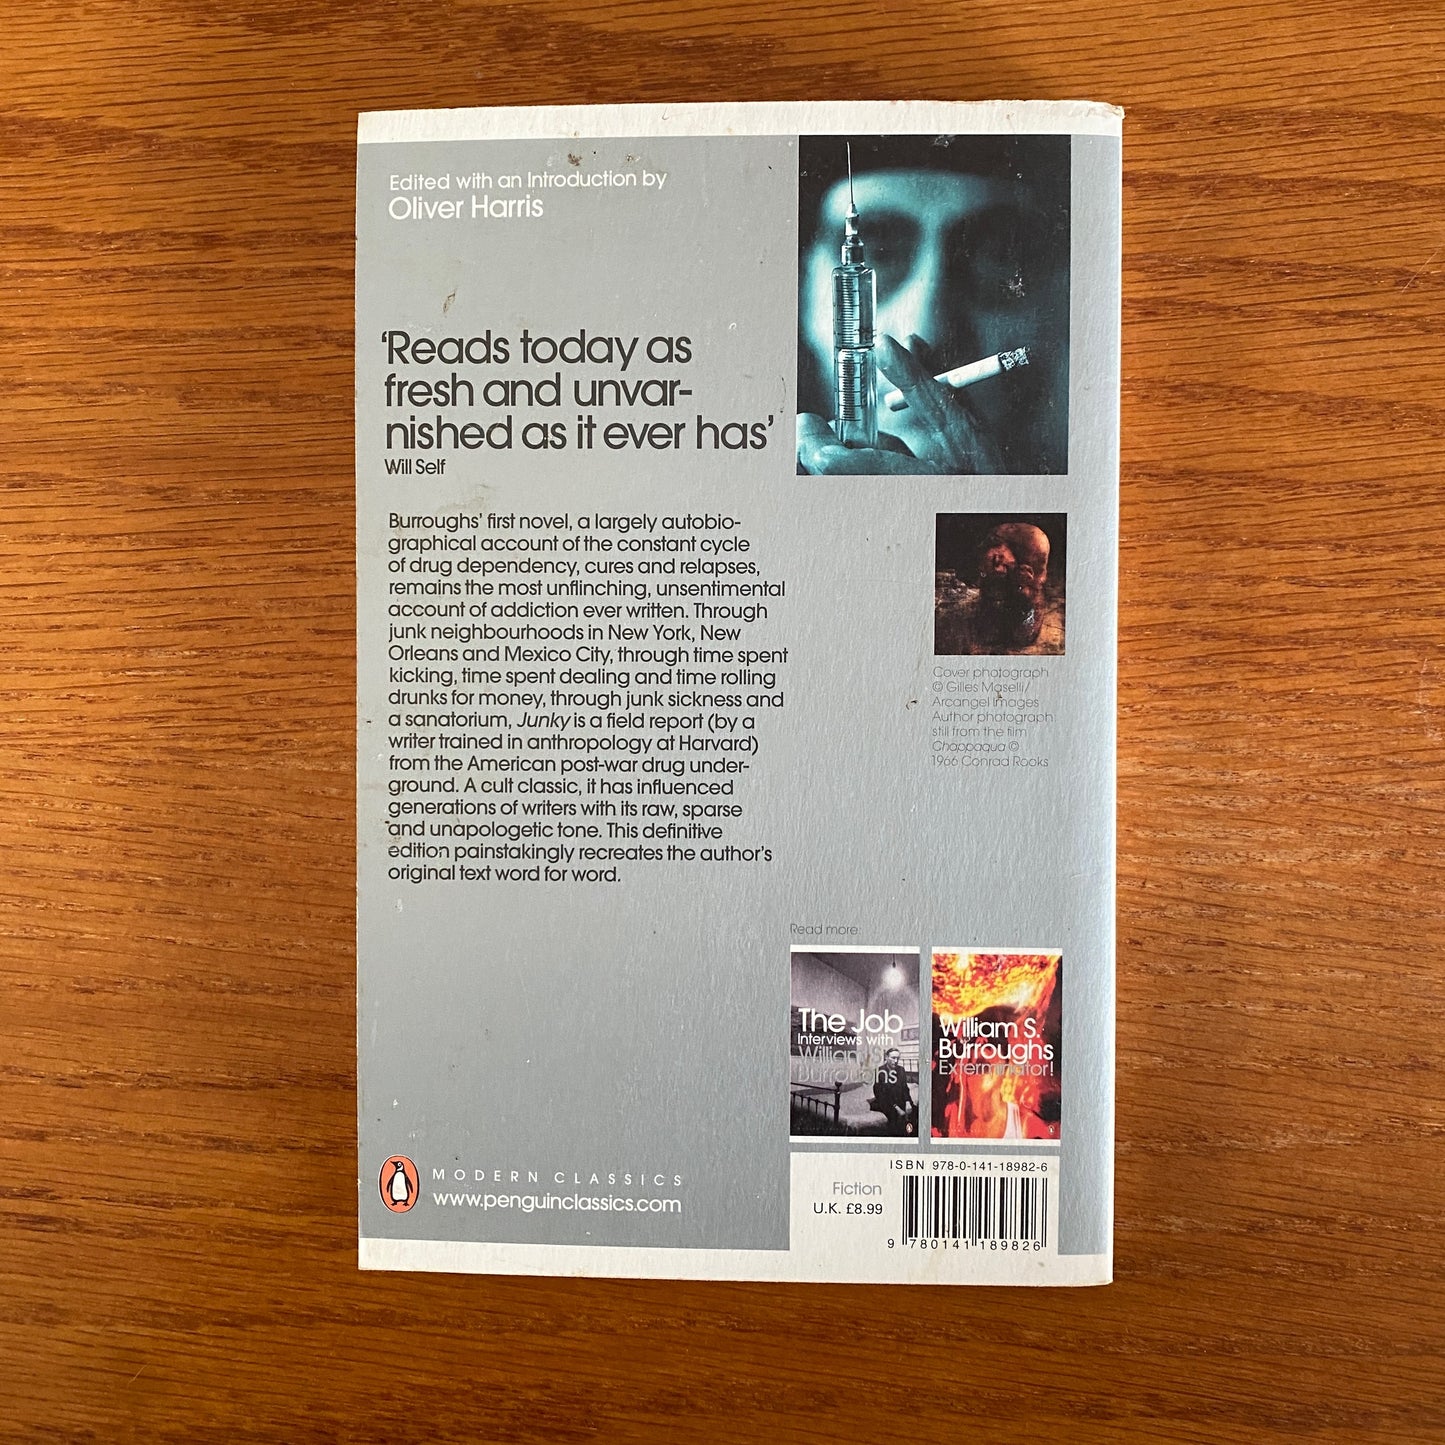 Edited with an Introduction by
Oliver Harris
‘Reads today as
fresh and unvar-
nished as it ever has’
Will Self
Burroughs’ first novel, a largely autobio-
graphical account of the constant cycle
of drug dependency, cures and relapses,
remains the most unflinching, unsentimental
account of addiction ever written. Through
junk neighbourhoods in New York, New
Orleans and Mexico City, through time spent
kicking, time spent dealing and time rolling
drunks for money, through junk sickness and
a sanatorium, Junky is a field report (by a
writer trained in anthropology at Harvard)
from the American post-war drug under-
ground. A cult classic, it has influenced
generations of writers with its raw, sparse
and unapologetic tone. This definitive
edition painstakingly recreates the author’s
original text word for word.
Cover photograph
© Gilles Maselli/
Arcangel Images
Author photograph
still from the film
Chappaqua ©
1966 Conrad Rooks
Read more:
The Job
Interviews with
William S.
Burroughs
William S.
Burroughs
Exterminator!
MODERN CLASSICS
www.penguinclassics.com
ISBN 978-0-141-18982-6
Fiction
U.K. £8.99
9 780141 189826